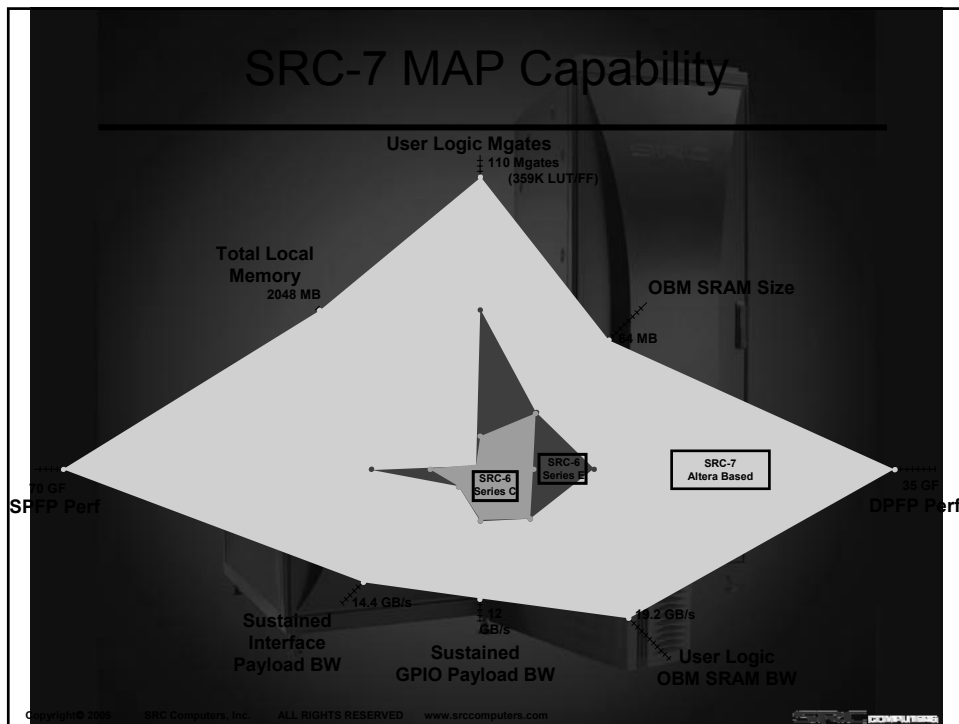 SRC-7 MAP Capability
User Logic Mgates
110 Mgates
(359K LUT/FF)
Total Local
Memory
2048 MB
OBM SRAM Size
64 MB
SRC-6
Series C
SRC-6
Series E
SRC-7
Altera Based
70 GF
SPFP Perf
35 GF
DPFP Perf
14.4 GB/s
Sustained
Interface
Payload BW
12
GB/s
Sustained
GPIO Payload BW
19.2 GB/s
User Logic
OBM SRAM BW
SRC Computers, Inc. ALL RIGHTS RESERVED www.srccomputers.com
COMPUTERS